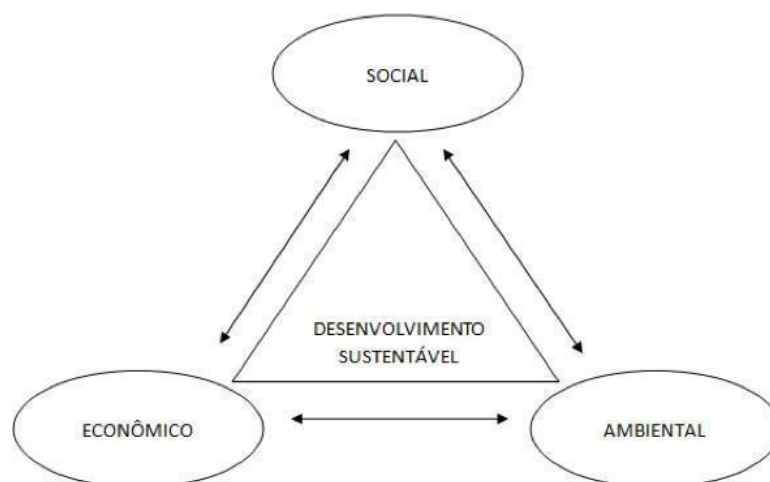 SOCIAL
DESENVOLVIMENTO
SUSTENTÁVEL
ECONÔMICO
AMBIENTAL